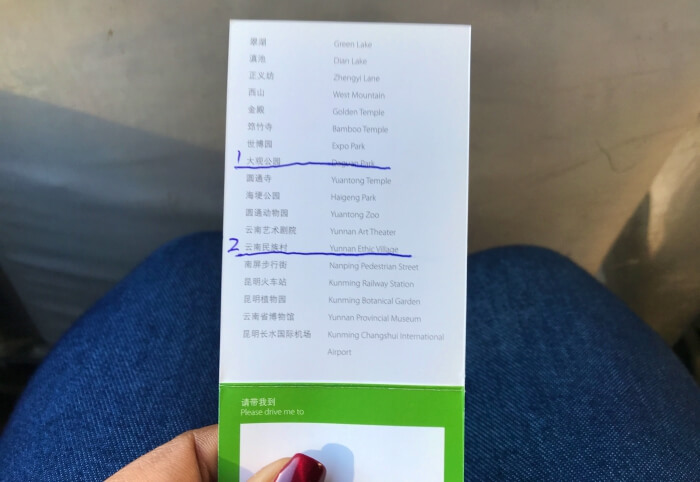 翠湖 Green Lake
滇池 Dian Lake
正义坊 Zhengyi Lane
西山 West Mountain
金殿 Golden Temple
筇竹寺 Bamboo Temple
世博园 Expo Park
1 大观公园 Daguan Park
圆通寺 Yuantong Temple
海埂公园 Haigeng Park
圆通动物园 Yuantong Zoo
云南艺术剧院 Yunnan Art Theater
2 云南民族村 Yunnan Ethic Village
南屏步行街 Nanping Pedestrian Street
昆明火车站 Kunming Railway Station
昆明植物园 Kunming Botanical Garden
云南省博物馆 Yunnan Provincial Museum
昆明长水国际机场 Kunming Changshui International
Airport
请带我到
Please drive me to